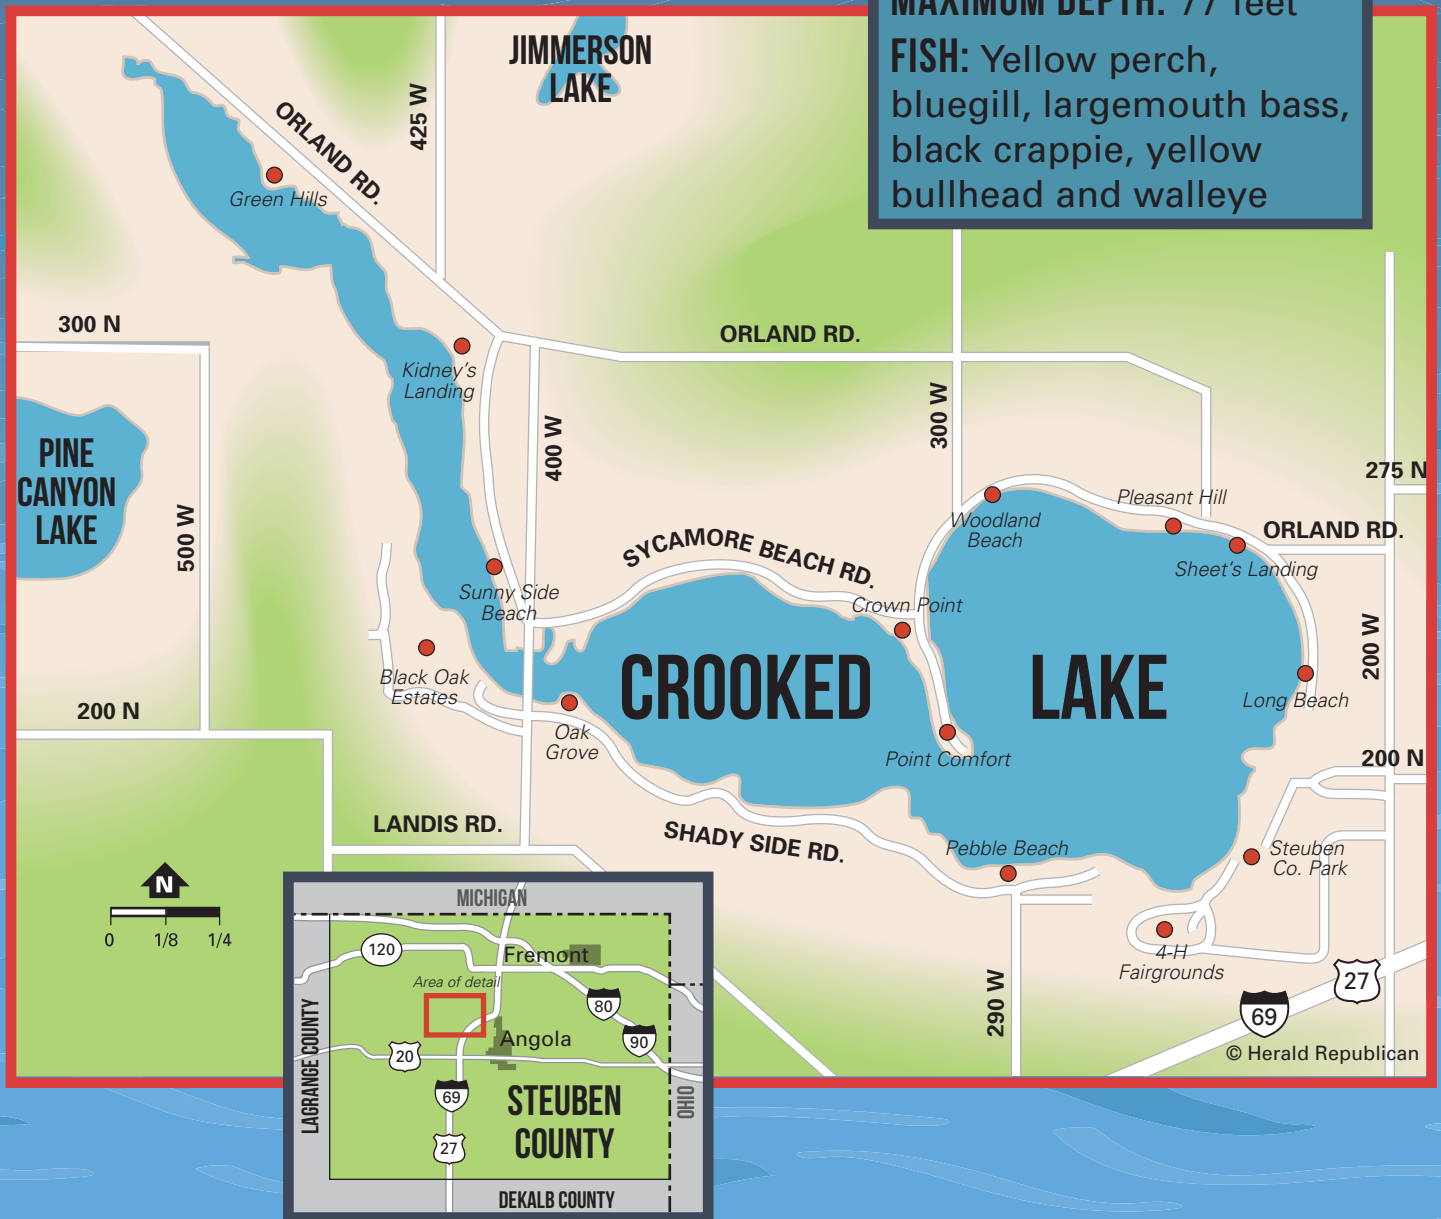 MAXIMUM DEPTH: 77 feet
FISH: Yellow perch,
bluegill, largemouth bass,
black crappie, yellow
bullhead and walleye
JIMMERSON
LAKE
ORLAND RD.
425 W
Green Hills
300 N
ORLAND RD.
Kidney's
Landing
300 W
400 W
PINE
CANYON
LAKE
500 W
275 N
Pleasant Hill
Woodland
Beach
ORLAND RD.
SYCAMORE BEACH RD.
Sheet's Landing
Sunny Side
Beach
Crown Point
200 W
Black Oak
Estates
CROOKED
LAKE
Long Beach
200 N
Oak
Grove
Point Comfort
200 N
LANDIS RD.
SHADY SIDE RD.
Pebble Beach
Steuben
Co. Park
N
0 1/8 1/4
4-H
Fairgrounds
290 W
27
69
© Herald Republican
MICHIGAN
120
Fremont
Area of detail
80
90
Angola
20
LAGRANGE COUNTY
69
STEUBEN
COUNTY
OHIO
27
DEKALB COUNTY